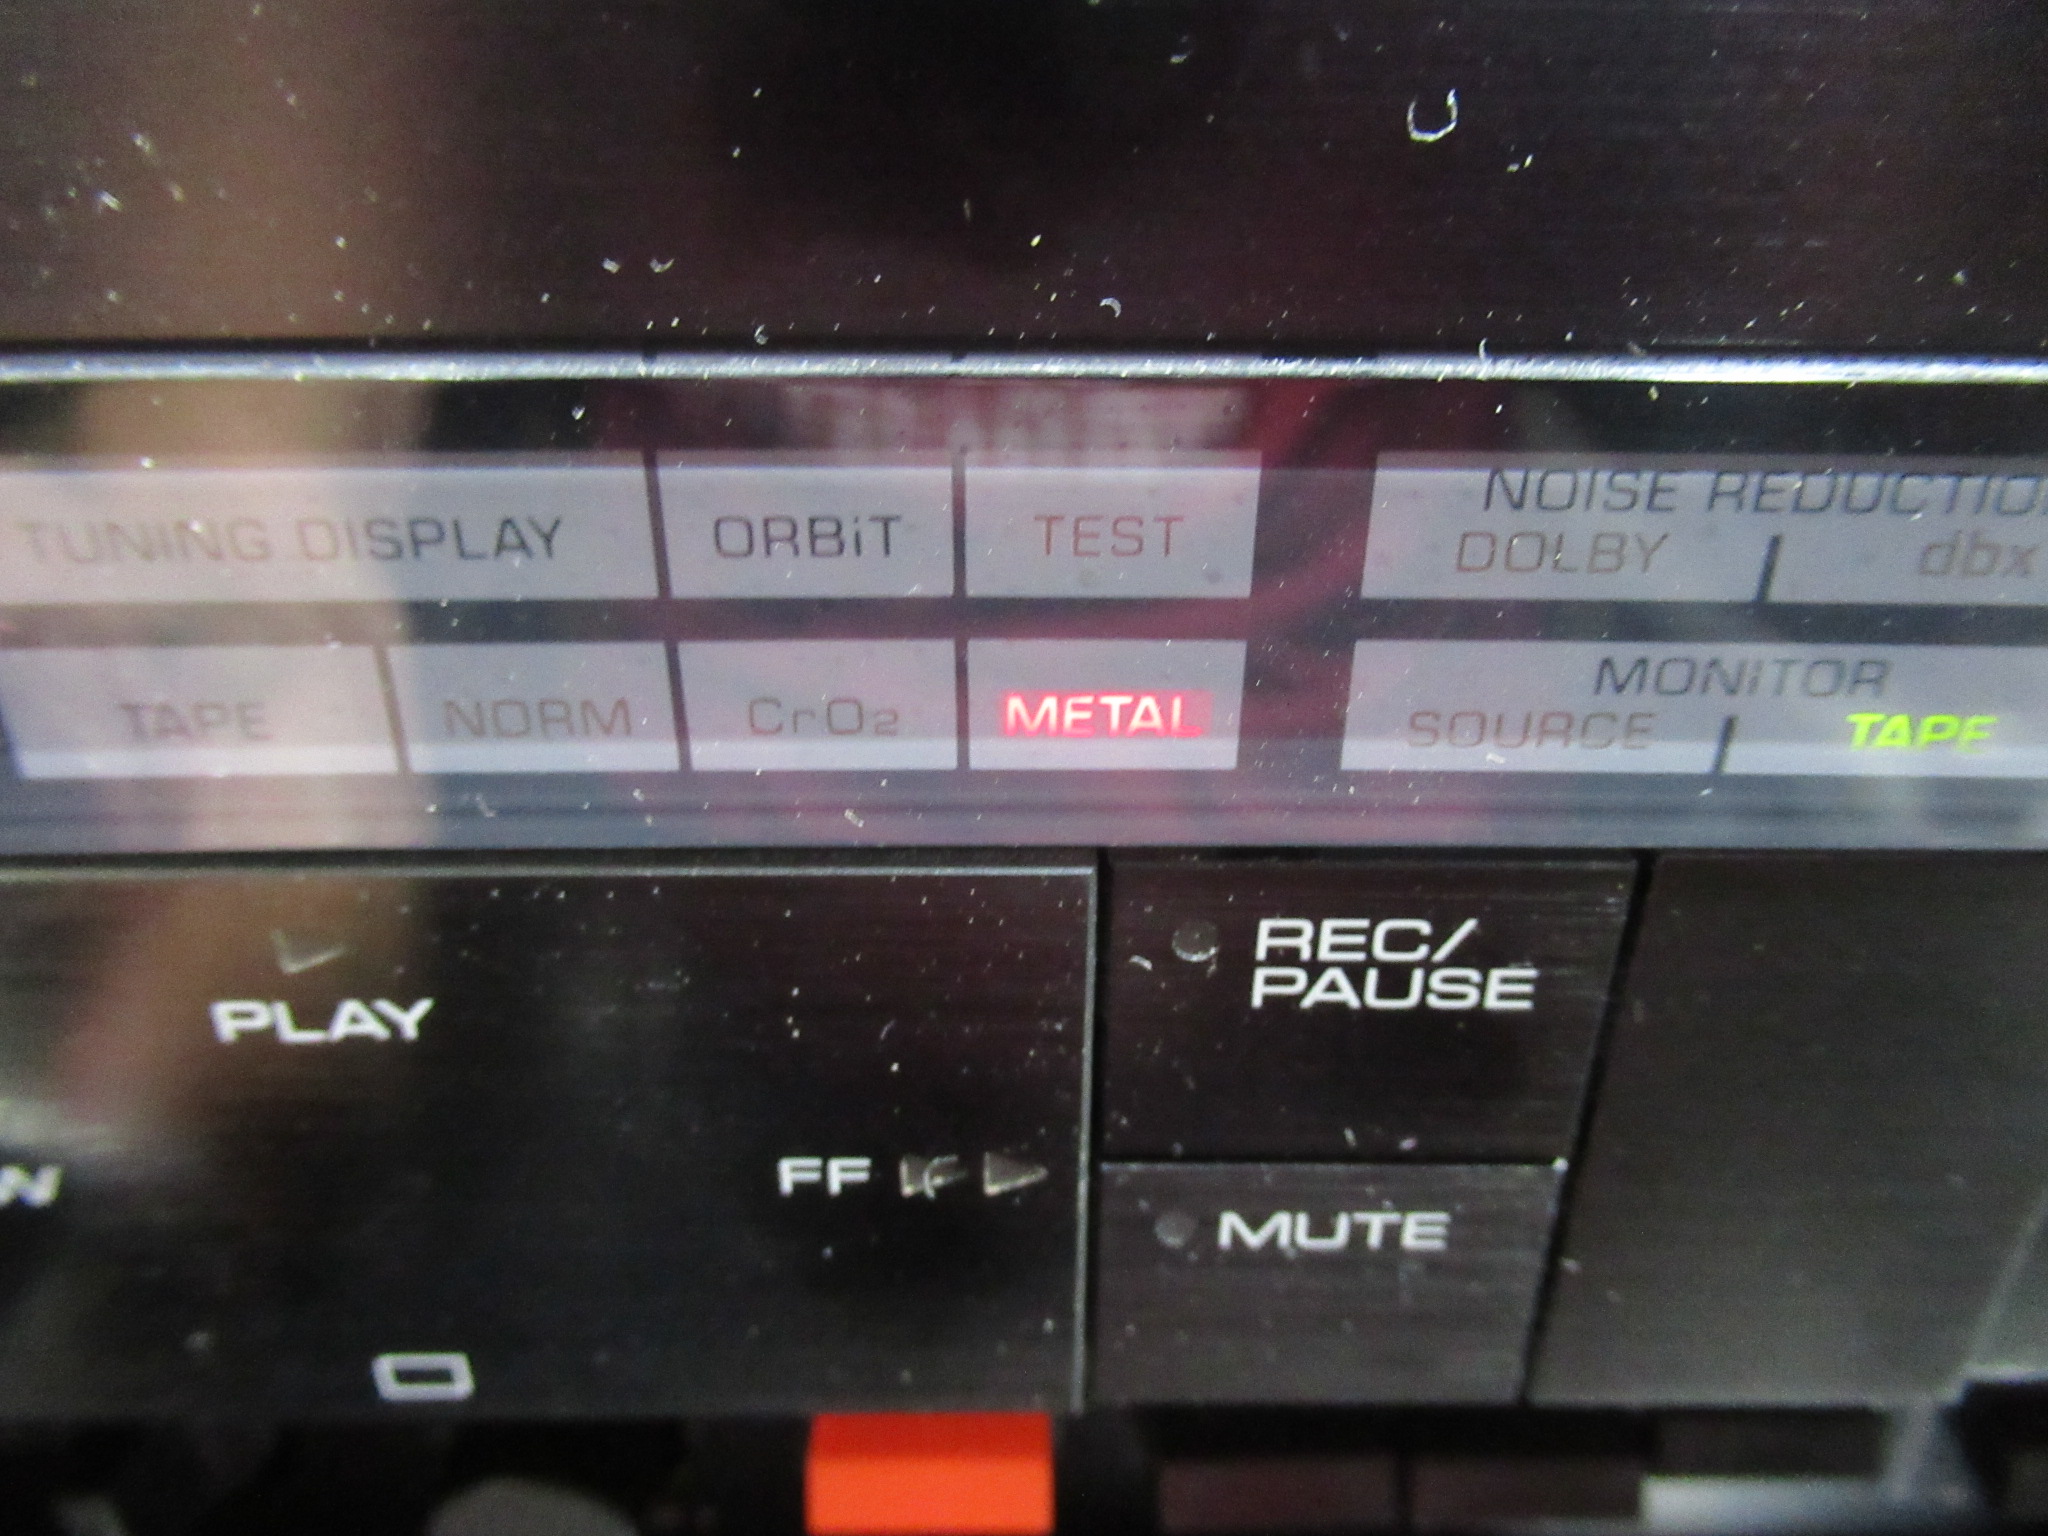 TUNING DISPLAY ORBiT TEST
NOISE REDUCTIO
DOLBY dbx
TAPE NORM CrO2 METAL
MONiTOR
SOURCE TAPE
PLAY
REC/
PAUSE
FF
MUTE